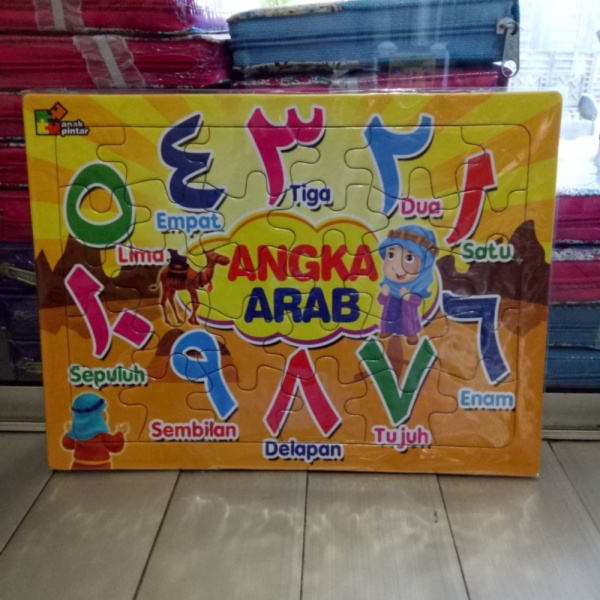 anak
pintar
٣
Tiga
٤
Empat
٢
Dua
١
Satu
٥
Lima
ANGKA
ARAB
١٠
Sepuluh
٩
Sembilan
٨
Delapan
٧
Tujuh
٦
Enam